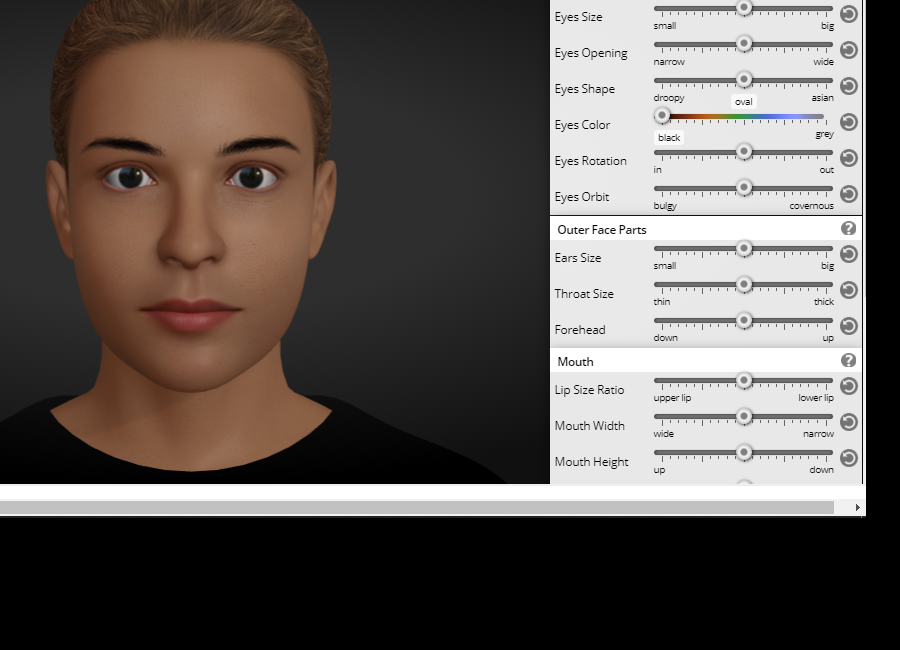 Eyes Size
small big
Eyes Opening
narrow wide
Eyes Shape
droopy asian
oval
Eyes Color
black grey
Eyes Rotation
in out
Eyes Orbit
bulgy covernous
Outer Face Parts ?
Ears Size
small big
Throat Size
thin thick
Forehead
down up
Mouth ?
Lip Size Ratio
upper lip lower lip
Mouth Width
wide narrow
Mouth Height
up down